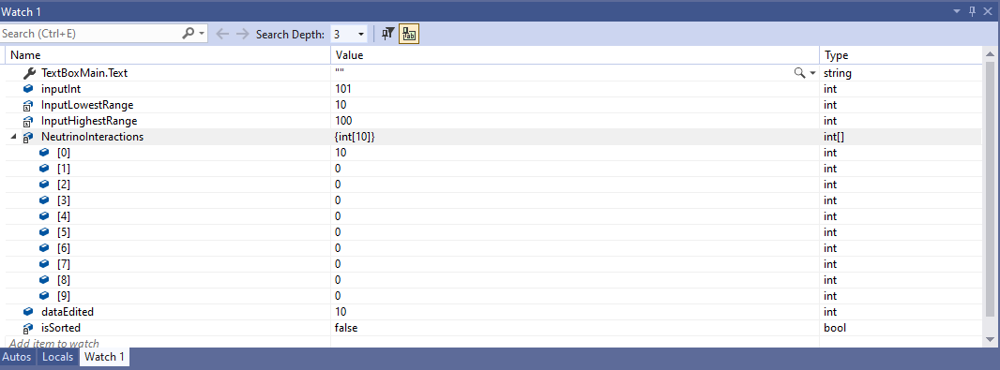 Watch 1
Search (Ctrl+E) Search Depth: 3
Name Value Type
TextBoxMain.Text "" string
inputInt 101 int
InputLowestRange 10 int
InputHighestRange 100 int
NeutrinoInteractions {int[10]} int[]
[0] 10 int
[1] 0 int
[2] 0 int
[3] 0 int
[4] 0 int
[5] 0 int
[6] 0 int
[7] 0 int
[8] 0 int
[9] 0 int
dataEdited 10 int
isSorted false bool
Add item to watch
Autos Locals Watch 1